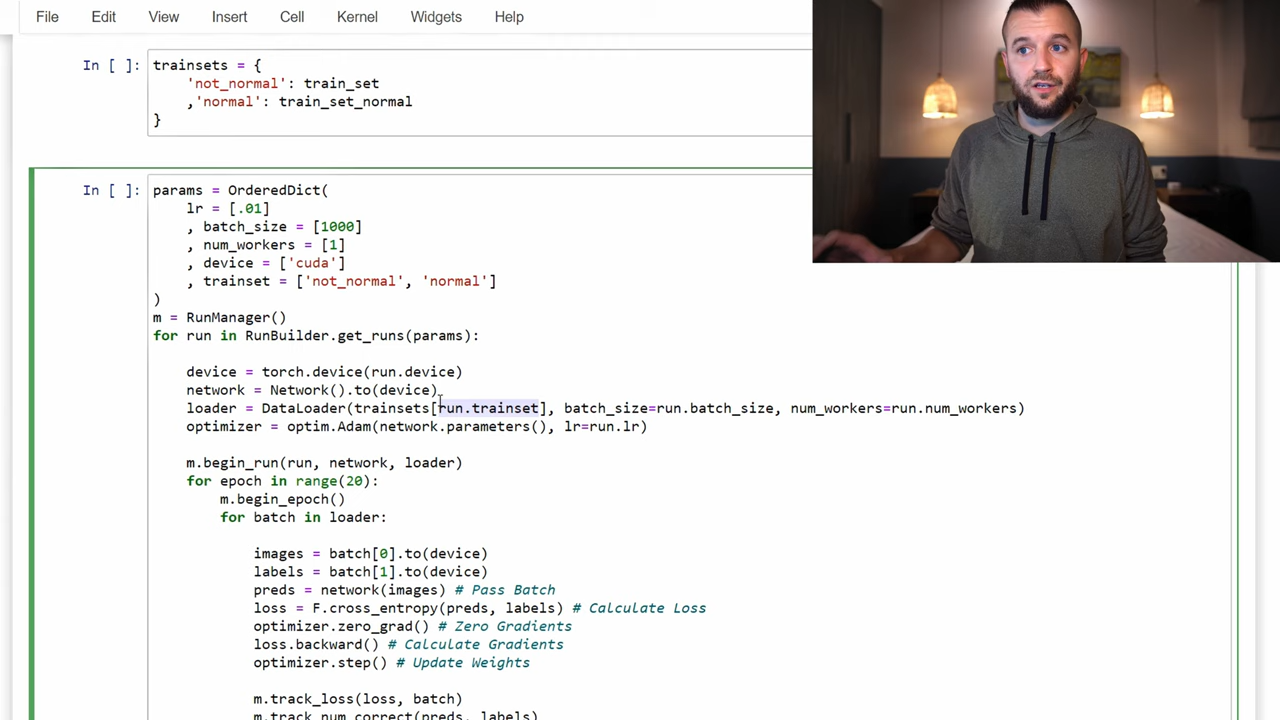 File Edit View Insert Cell Kernel Widgets Help
In [ ]: trainsets = {
'not_normal': train_set
,'normal': train_set_normal
}
In [ ]: params = OrderedDict(
lr = [.01]
, batch_size = [1000]
, num_workers = [1]
, device = ['cuda']
, trainset = ['not_normal', 'normal']
)
m = RunManager()
for run in RunBuilder.get_runs(params):
device = torch.device(run.device)
network = Network().to(device)
loader = DataLoader(trainsets[run.trainset], batch_size=run.batch_size, num_workers=run.num_workers)
optimizer = optim.Adam(network.parameters(), lr=run.lr)
m.begin_run(run, network, loader)
for epoch in range(20):
m.begin_epoch()
for batch in loader:
images = batch[0].to(device)
labels = batch[1].to(device)
preds = network(images) # Pass Batch
loss = F.cross_entropy(preds, labels) # Calculate Loss
optimizer.zero_grad() # Zero Gradients
loss.backward() # Calculate Gradients
optimizer.step() # Update Weights
m.track_loss(loss, batch)
m.track_num_correct(preds, labels)